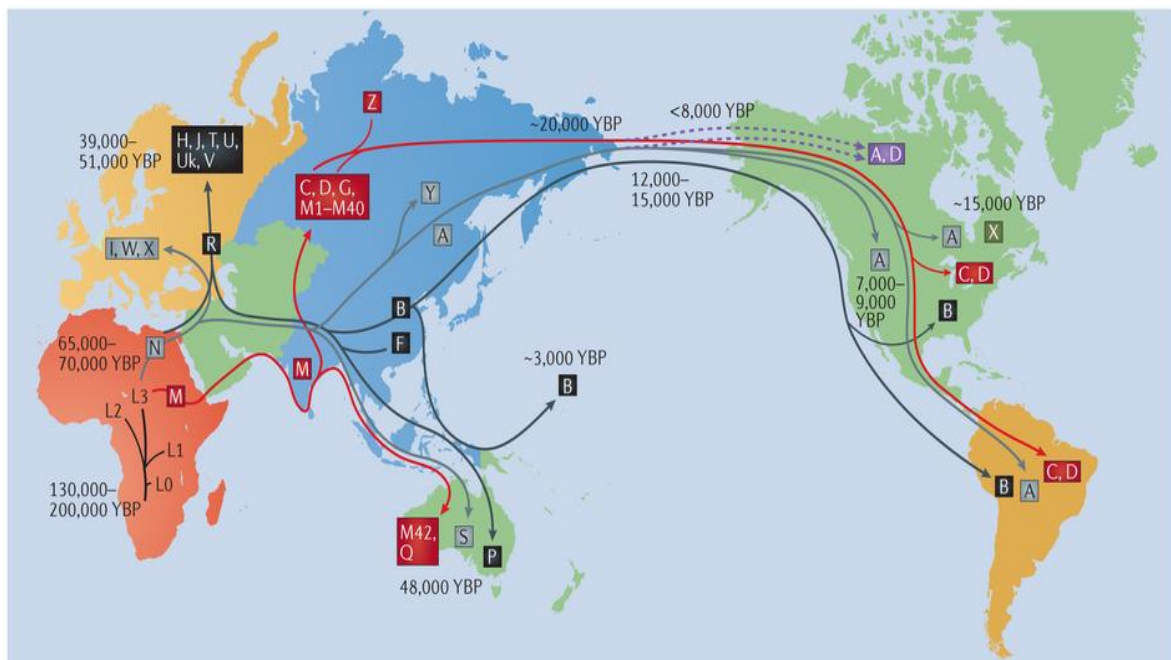 <8,000 YBP
Z
~20,000 YBP
39,000–
51,000 YBP
H, J, T, U,
Uk, V
A, D
C, D, G,
M1–M40
12,000–
15,000 YBP
Y
~15,000 YBP
A
A
X
I, W, X
R
A
C, D
7,000–
9,000
YBP
B
B
65,000–
70,000 YBP
N
F
M
~3,000 YBP
B
M
L3
L2
L1
L0
130,000–
200,000 YBP
C, D
B
A
M42,
Q
S
P
48,000 YBP